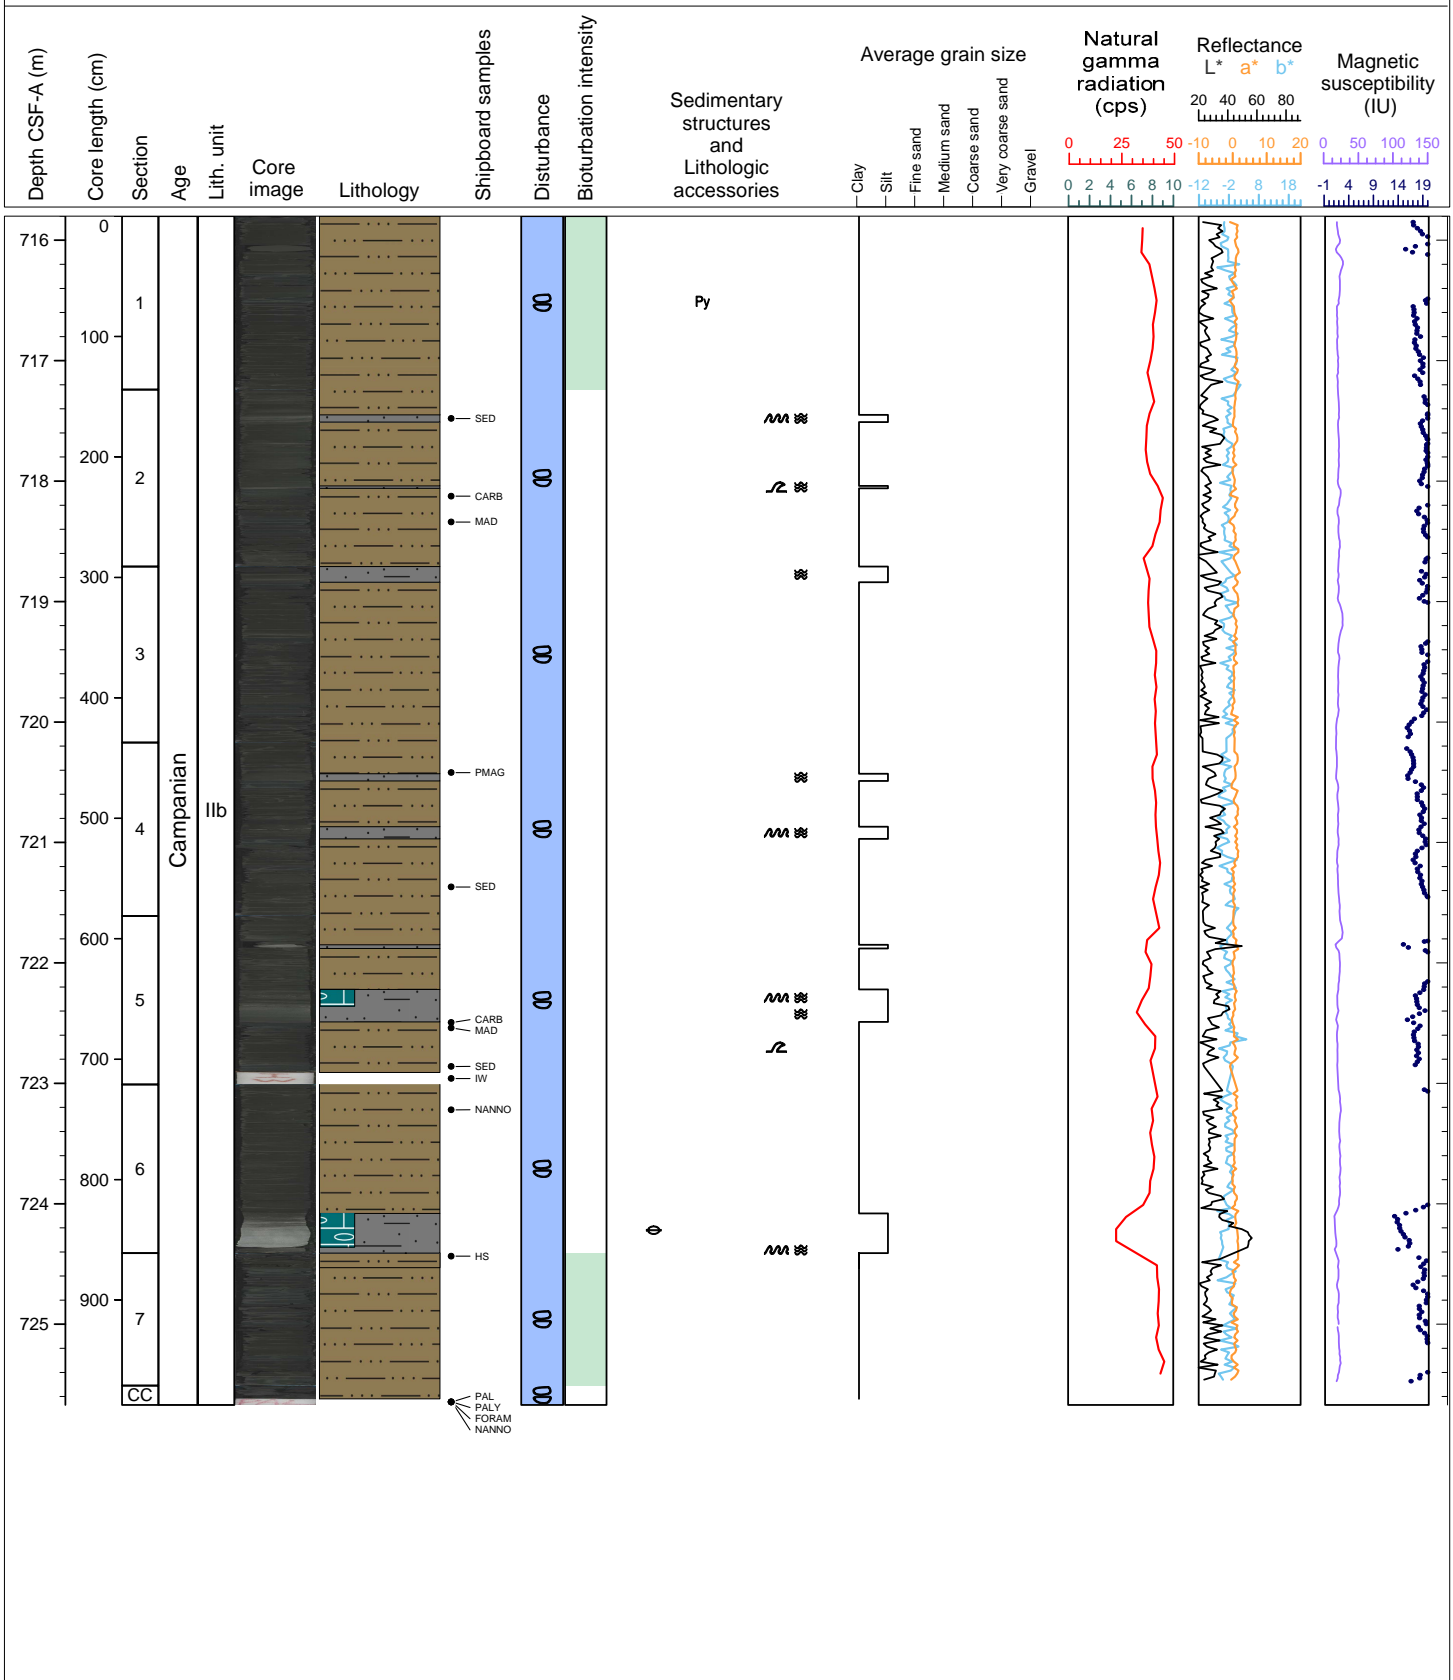 Depth CSF-A (m)
Core length (cm)
Section
Age
Lith. unit
Core
image
Lithology
Shipboard samples
Disturbance
Bioturbation intensity
Sedimentary
structures
and
Lithologic
accessories
Average grain size
Clay
Silt
Fine sand
Medium sand
Coarse sand
Very coarse sand
Gravel
Natural
gamma
radiation
(cps)
0 25 50
0 2 4 6 8 10
Reflectance
L* a* b*
20 40 60 80
-10 0 10 20
-12 -2 8 18
Magnetic
susceptibility
(IU)
0 50 100 150
-1 4 9 14 19
716
717
718
719
720
721
722
723
724
725
0
100
200
300
400
500
600
700
800
900
1
2
3
4
5
6
7
CC
Campanian
IIb
SED
CARB
MAD
PMAG
SED
CARB
MAD
SED
IW
NANNO
HS
PAL
PALY
FORAM
NANNO
Py